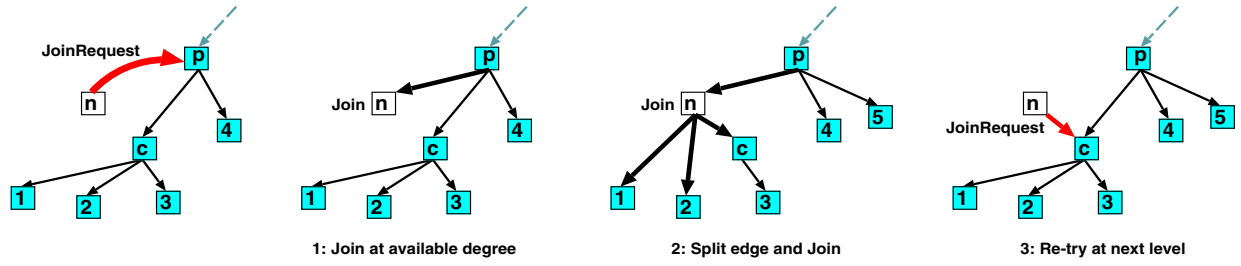 JoinRequest
p
n
4
c
1
2
3
p
Join n
4
c
1
2
3
1: Join at available degree
p
Join n
4
5
c
1
2
3
2: Split edge and Join
p
n
JoinRequest
4
5
c
1
2
3
3: Re-try at next level